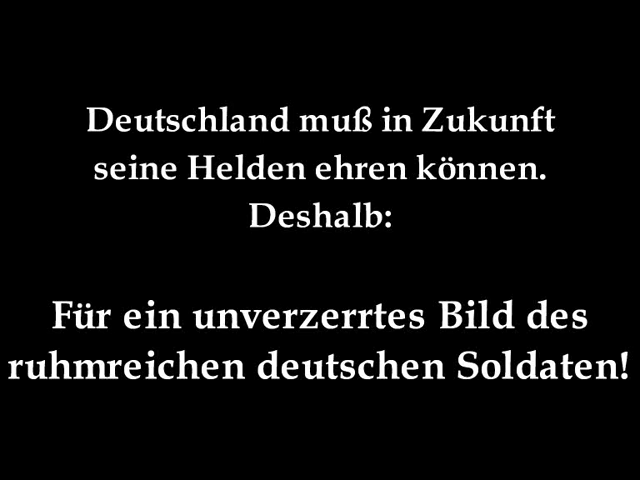 Deutschland muß in Zukunft
seine Helden ehren können.
Deshalb:
Für ein unverzerrtes Bild des
ruhmreichen deutschen Soldaten!